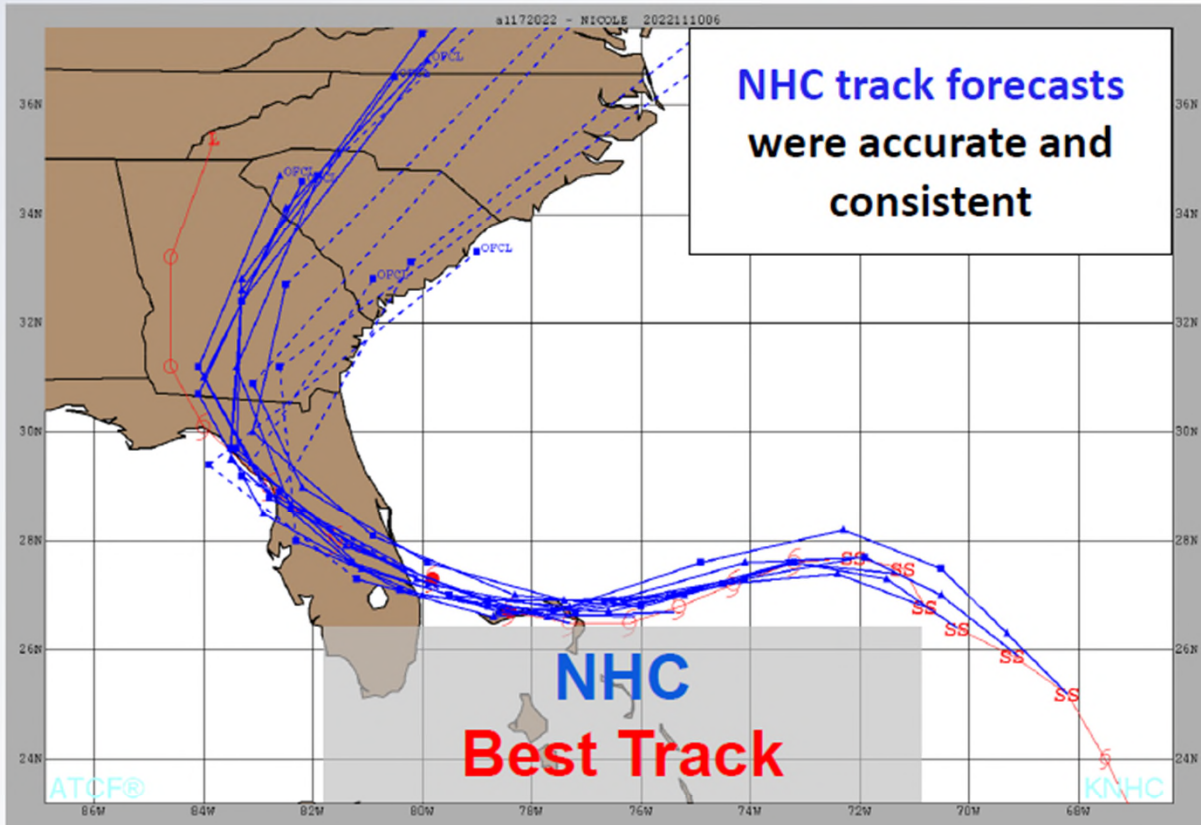 a1172022 - NICOLE 2022111006
NHC track forecasts
were accurate and
consistent
36N
36N
34N
34N
32N
32N
30N
30N
28N
28N
26N
26N
24N
24N
OFCL
OFCL
L
OFCL
OFCL
OFCL
SS
SS
SS
SS
SS
SS
NHC
Best Track
ATCF®
KNHC
86W
84W
82W
80W
78W
76W
74W
72W
70W
68W